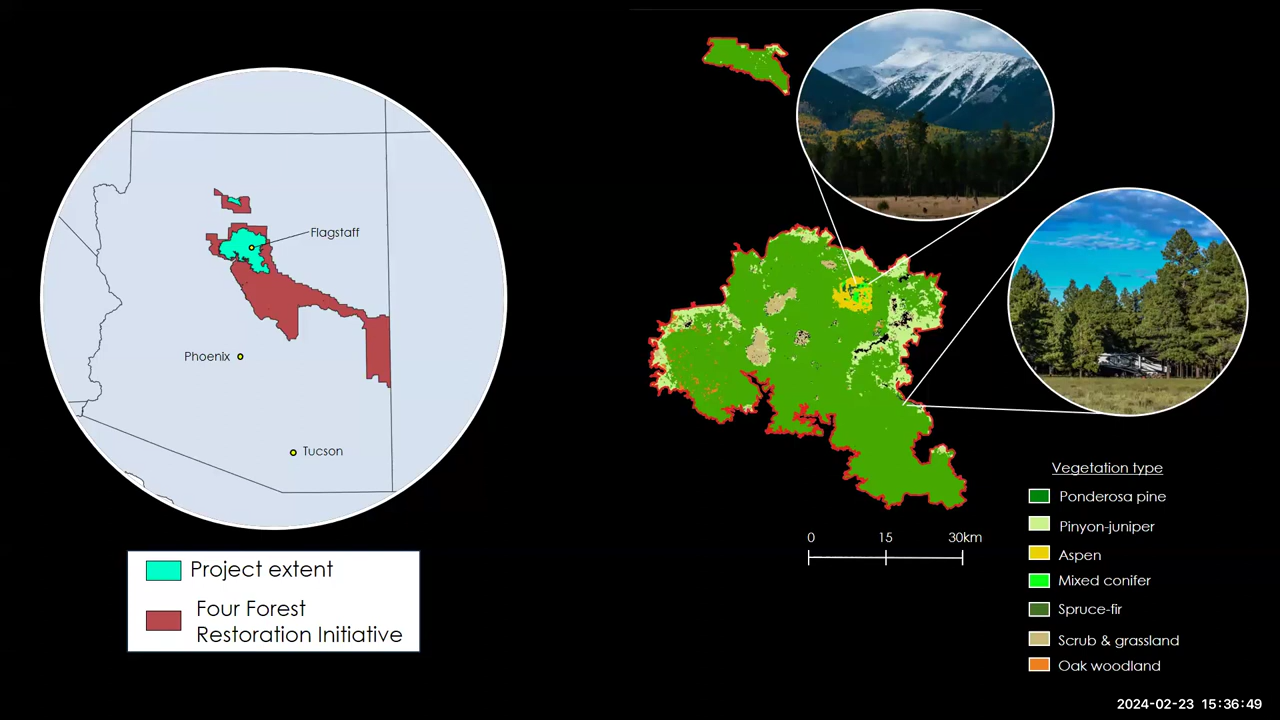 Flagstaff
Phoenix
Tucson
Project extent
Four Forest
Restoration Initiative
0 15 30km
Vegetation type
Ponderosa pine
Pinyon-juniper
Aspen
Mixed conifer
Spruce-fir
Scrub & grassland
Oak woodland
2024-02-23 15:36:49